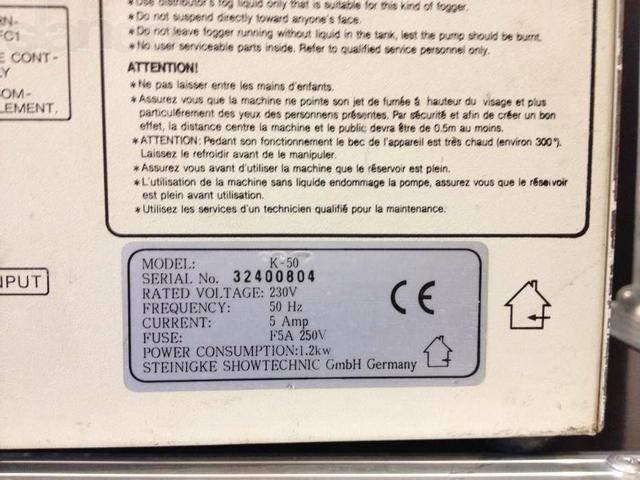 *Use distributor's fog liquid only that is suitable for this kind of fogger.
*Do not suspend directly toward anyone's face.
*Do not leave fogger running without liquid in the tank, lest the pump should be burnt.
*No user serviceable parts inside. Refer to qualified service personnel only.
ATTENTION!
*Ne pas laisser entre les mains d'enfants.
*Assurez vous que la machine ne pointe son jet de fumée à hauteur du visage et plus
particulièrement des yeux des personnens présentes. Par sécurité et afin de créer un bon
effet, la distance centre la machine et le public devra être de 0.5m au moins.
*ATTENTION: Pedant son fonctionnement le bec de l'appareil est très chaud (environ 300°).
Laissez le refroidir avant de le manipuler.
*Assurez vous avant d'utiliser la machine que le réservoir est plein.
*L'utilisation de la machine sans liquide endommage la pompe, assurez vous que le réservoir
est plein avant utilisation.
*Utilisez les services d'un technicien qualifié pour la maintenance.
RN-
FC1
E CONT-
LY
OM-
LEMENT.
NPUT
MODEL: K-50
SERIAL No. 32400804
RATED VOLTAGE: 230V
FREQUENCY: 50 Hz
CURRENT: 5 Amp
FUSE: F5A 250V
POWER CONSUMPTION:1.2kw
STEINIGKE SHOWTECHNIC GmbH Germany
CE